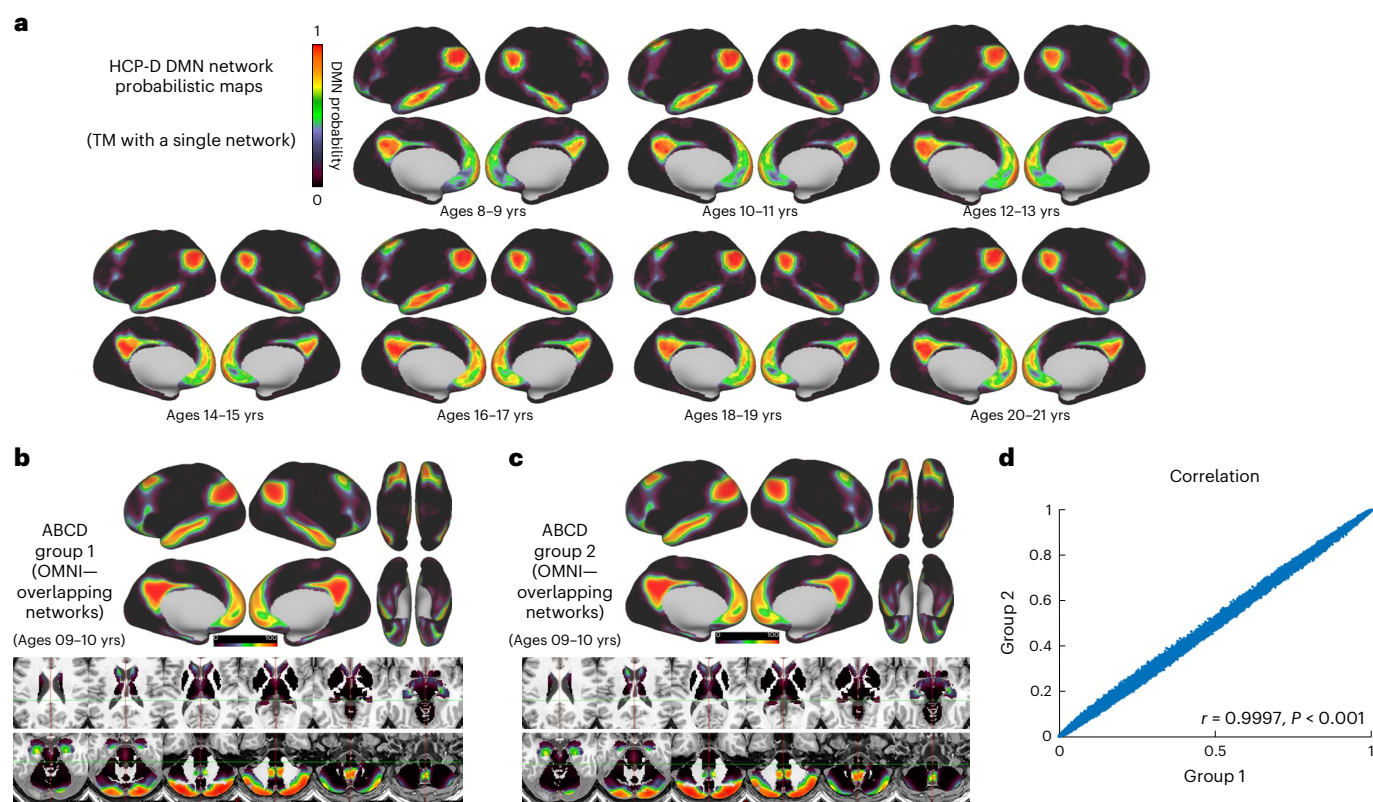 a
HCP-D DMN network
probabilistic maps
(TM with a single network)
1
DMN probability
0
Ages 8–9 yrs
Ages 10–11 yrs
Ages 12–13 yrs
Ages 14–15 yrs
Ages 16–17 yrs
Ages 18–19 yrs
Ages 20–21 yrs
b
ABCD
group 1
(OMNI—
overlapping
networks)
(Ages 09–10 yrs)
0 100
c
ABCD
group 2
(OMNI—
overlapping
networks)
(Ages 09–10 yrs)
0 100
d
Correlation
1
0.8
0.6
0.4
0.2
0
Group 2
r = 0.9997, P < 0.001
0 0.5 1
Group 1